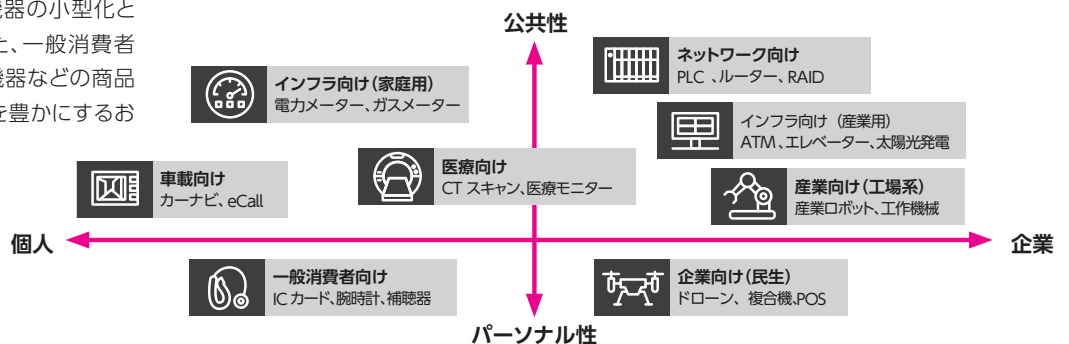 機器の小型化と
た、一般消費者
機器などの商品
を豊かにするお
公共性
ネットワーク向け
PLC 、ルーター、RAID
インフラ向け（家庭用）
電力メーター、ガスメーター
インフラ向け （産業用）
ATM 、エレベーター、太陽光発電
医療向け
CT スキャン、医療モニター
車載向け
カーナビ、eCall
産業向け（工場系）
産業ロボット、工作機械
個人
企業
一般消費者向け
IC カード、腕時計、補聴器
企業向け（民生）
ドローン、 複合機、POS
パーソナル性